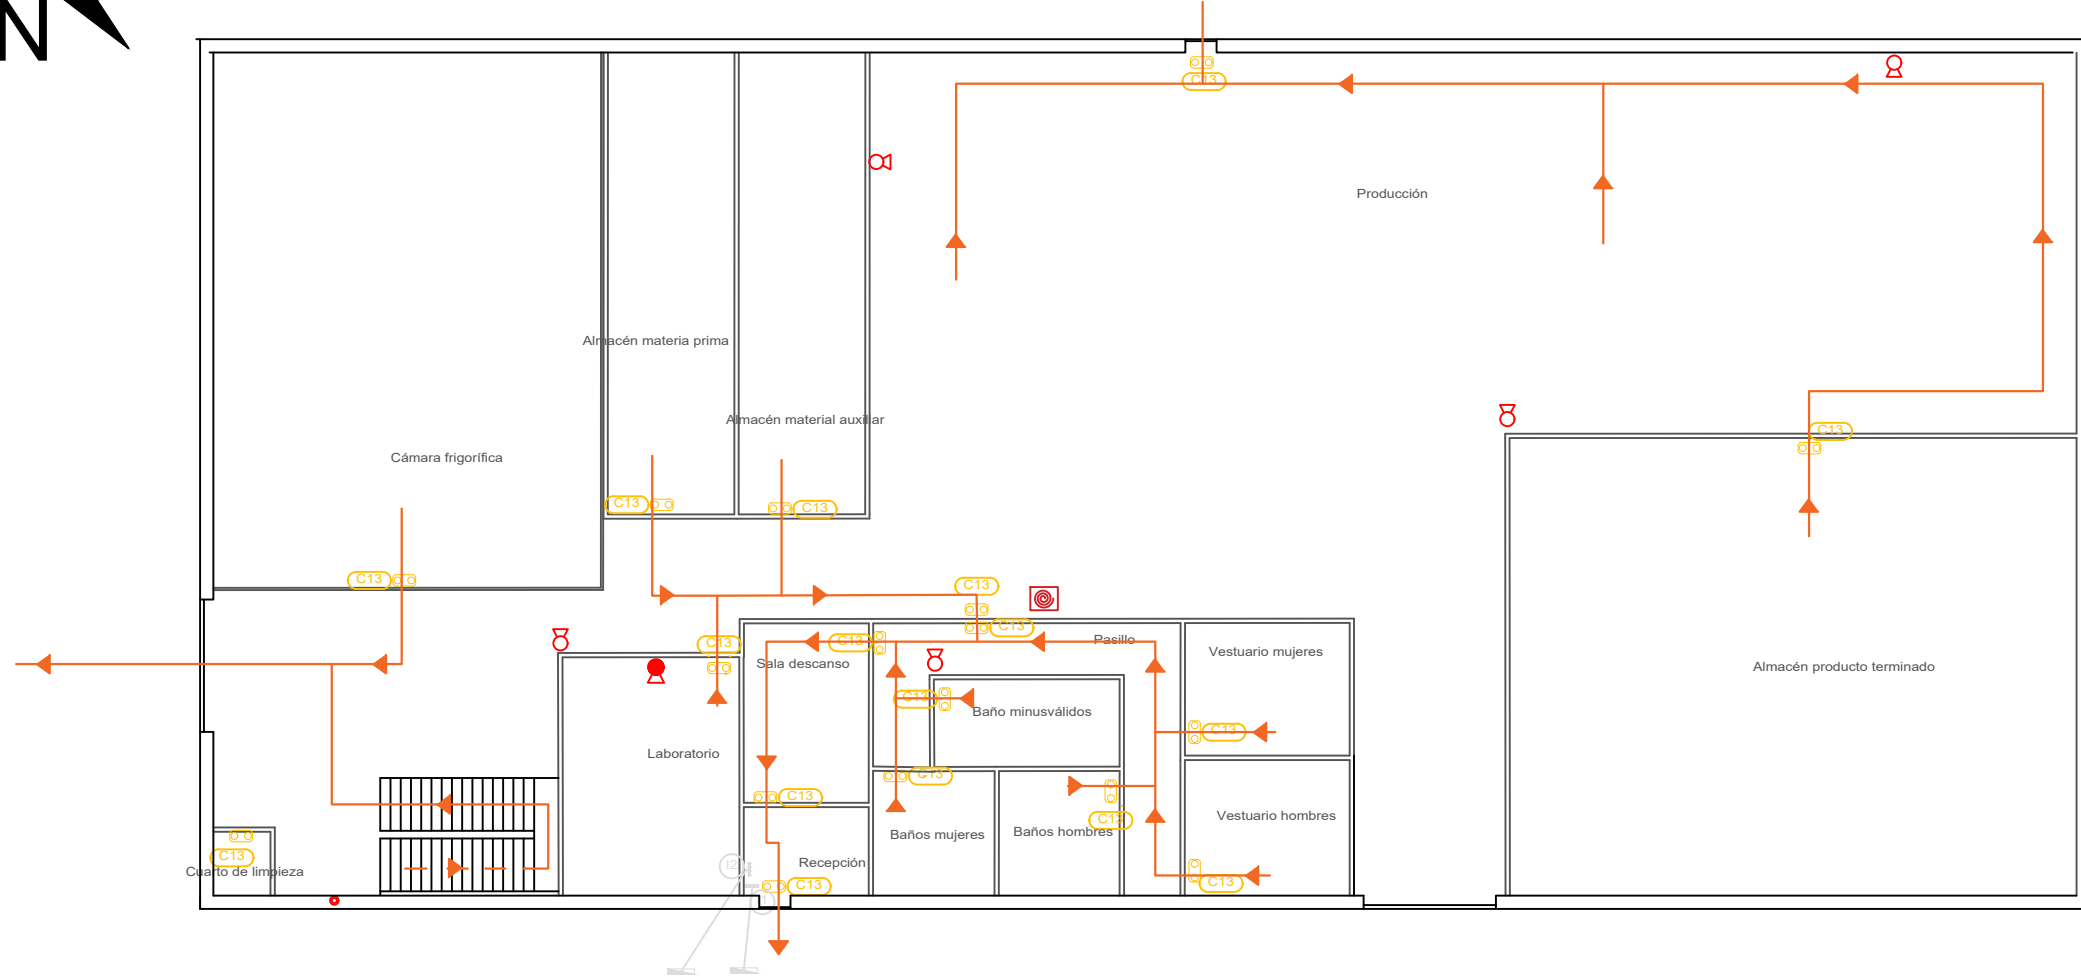 N
C13
Producción
Almacén materia prima
Almacén material auxiliar
C13
Cámara frigorífica
C13
C13
C13
C13
C13
C13
C13
Pasillo
Sala descanso
Vestuario mujeres
Almacén producto terminado
C13
Baño minusválidos
C13
Laboratorio
C13
C13
Baños mujeres
Baños hombres
C13
Vestuario hombres
C13
Cuarto de limpieza
Recepción
C13
C13